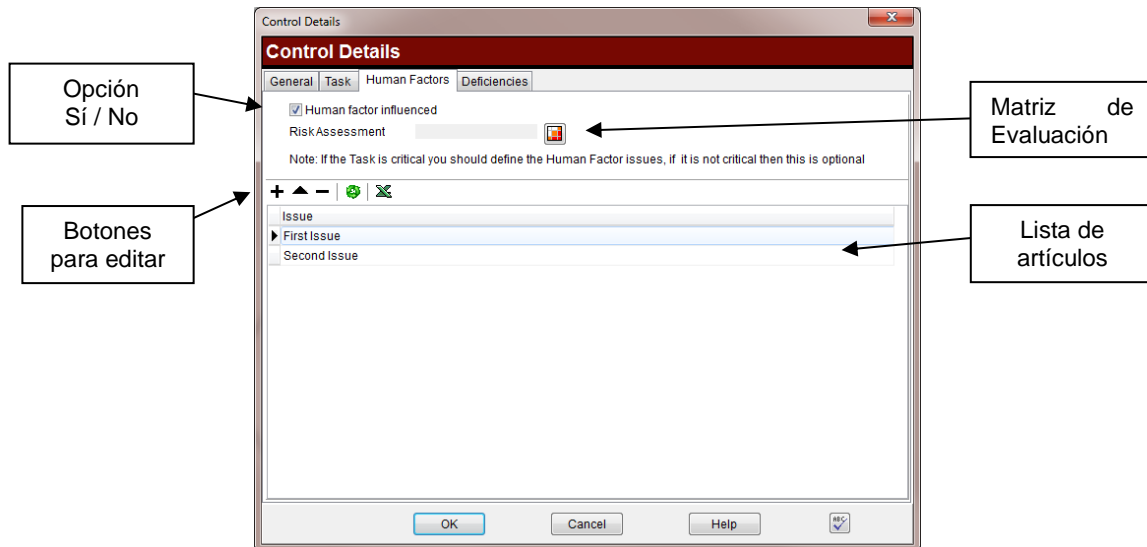 Control Details
Control Details
General Task Human Factors Deficiencies
Opción
Sí / No
Human factor influenced
RiskAssessment
Matriz de
Evaluación
Note: If the Task is critical you should define the Human Factor issues, if it is not critical then this is optional
Botones
para editar
Issue
First Issue
Second Issue
Lista de
artículos
OK Cancel Help ABC